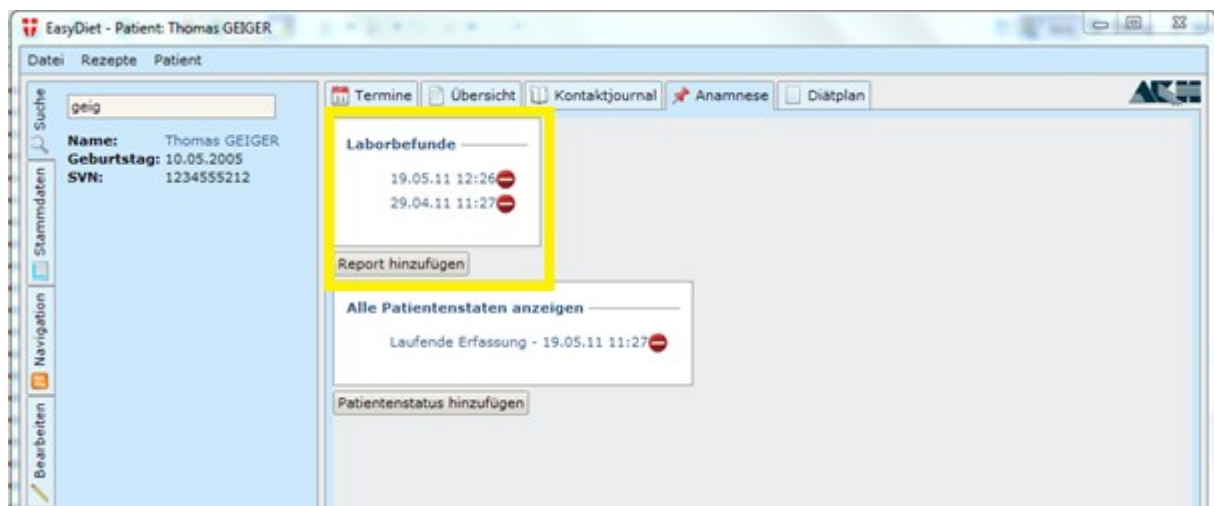 EasyDiet - Patient: Thomas GEIGER
Datei Rezepte Patient
Suche
Stammdaten
Navigation
Bearbeiten
geig
Name: Thomas GEIGER
Geburtstag: 10.05.2005
SVN: 1234555212
Termine Übersicht Kontaktjournal Anamnese Diätplan
Laborbefunde
19.05.11 12:26
29.04.11 11:27
Report hinzufügen
Alle Patientenstaten anzeigen
Laufende Erfassung - 19.05.11 11:27
Patientenstatus hinzufügen